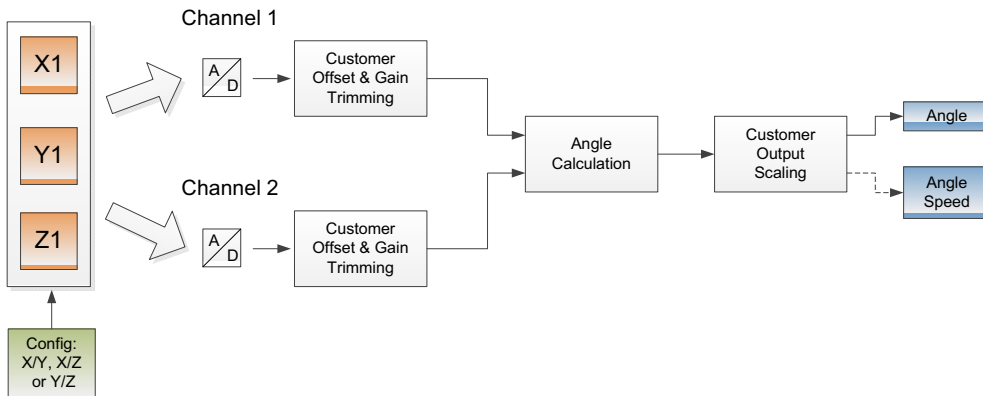 Channel 1
X1
Y1
Z1
A
D
Customer
Offset & Gain
Trimming
Channel 2
A
D
Customer
Offset & Gain
Trimming
Angle
Calculation
Customer
Output
Scaling
Angle
Angle
Speed
Config:
X/Y, X/Z
or Y/Z